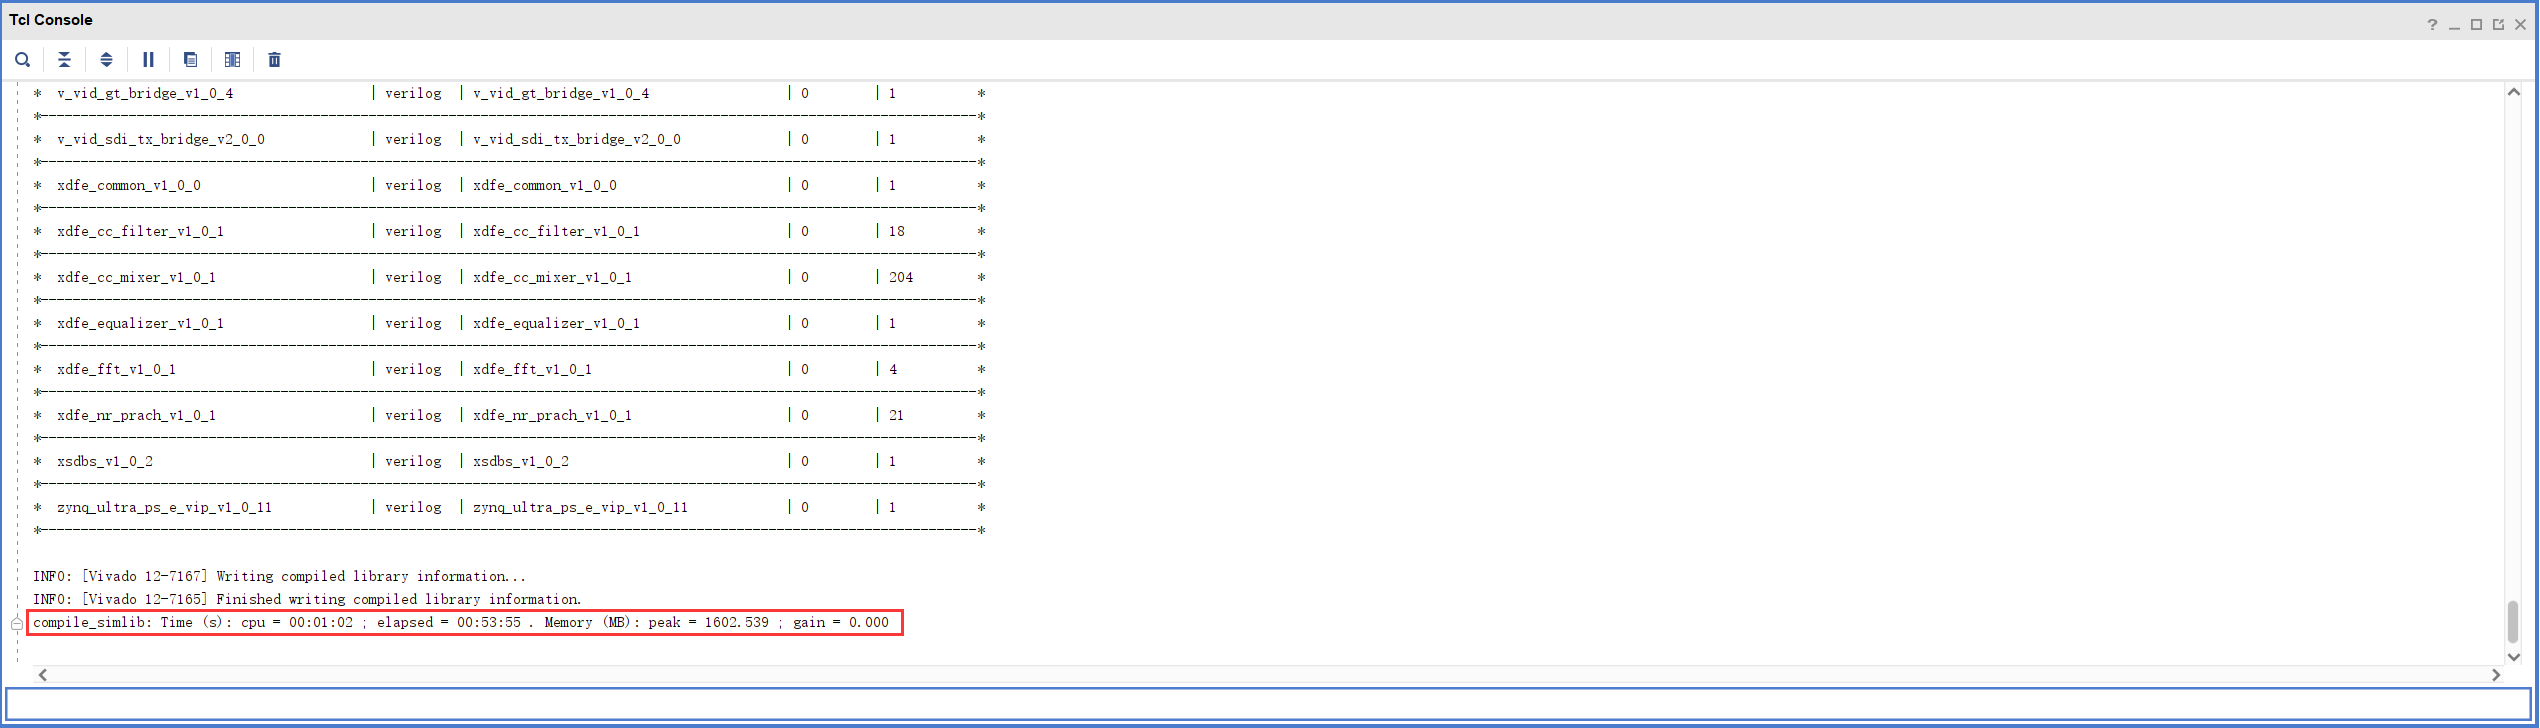 Tcl Console
* v_vid_gt_bridge_v1_0_4 | verilog | v_vid_gt_bridge_v1_0_4 | 0 | 1 *
*---------------------------------------------------------------------------------------------------------------------*
* v_vid_sdi_tx_bridge_v2_0_0 | verilog | v_vid_sdi_tx_bridge_v2_0_0 | 0 | 1 *
*---------------------------------------------------------------------------------------------------------------------*
* xdfe_common_v1_0_0 | verilog | xdfe_common_v1_0_0 | 0 | 1 *
*---------------------------------------------------------------------------------------------------------------------*
* xdfe_cc_filter_v1_0_1 | verilog | xdfe_cc_filter_v1_0_1 | 0 | 18 *
*---------------------------------------------------------------------------------------------------------------------*
* xdfe_cc_mixer_v1_0_1 | verilog | xdfe_cc_mixer_v1_0_1 | 0 | 204 *
*---------------------------------------------------------------------------------------------------------------------*
* xdfe_equalizer_v1_0_1 | verilog | xdfe_equalizer_v1_0_1 | 0 | 1 *
*---------------------------------------------------------------------------------------------------------------------*
* xdfe_fft_v1_0_1 | verilog | xdfe_fft_v1_0_1 | 0 | 4 *
*---------------------------------------------------------------------------------------------------------------------*
* xdfe_nr_prach_v1_0_1 | verilog | xdfe_nr_prach_v1_0_1 | 0 | 21 *
*---------------------------------------------------------------------------------------------------------------------*
* xsdbs_v1_0_2 | verilog | xsdbs_v1_0_2 | 0 | 1 *
*---------------------------------------------------------------------------------------------------------------------*
* zynq_ultra_ps_e_vip_v1_0_11 | verilog | zynq_ultra_ps_e_vip_v1_0_11 | 0 | 1 *
*---------------------------------------------------------------------------------------------------------------------*
INFO: [Vivado 12-7167] Writing compiled library information...
INFO: [Vivado 12-7165] Finished writing compiled library information.
compile_simlib: Time (s): cpu = 00:01:02 ; elapsed = 00:53:55 . Memory (MB): peak = 1602.539 ; gain = 0.000